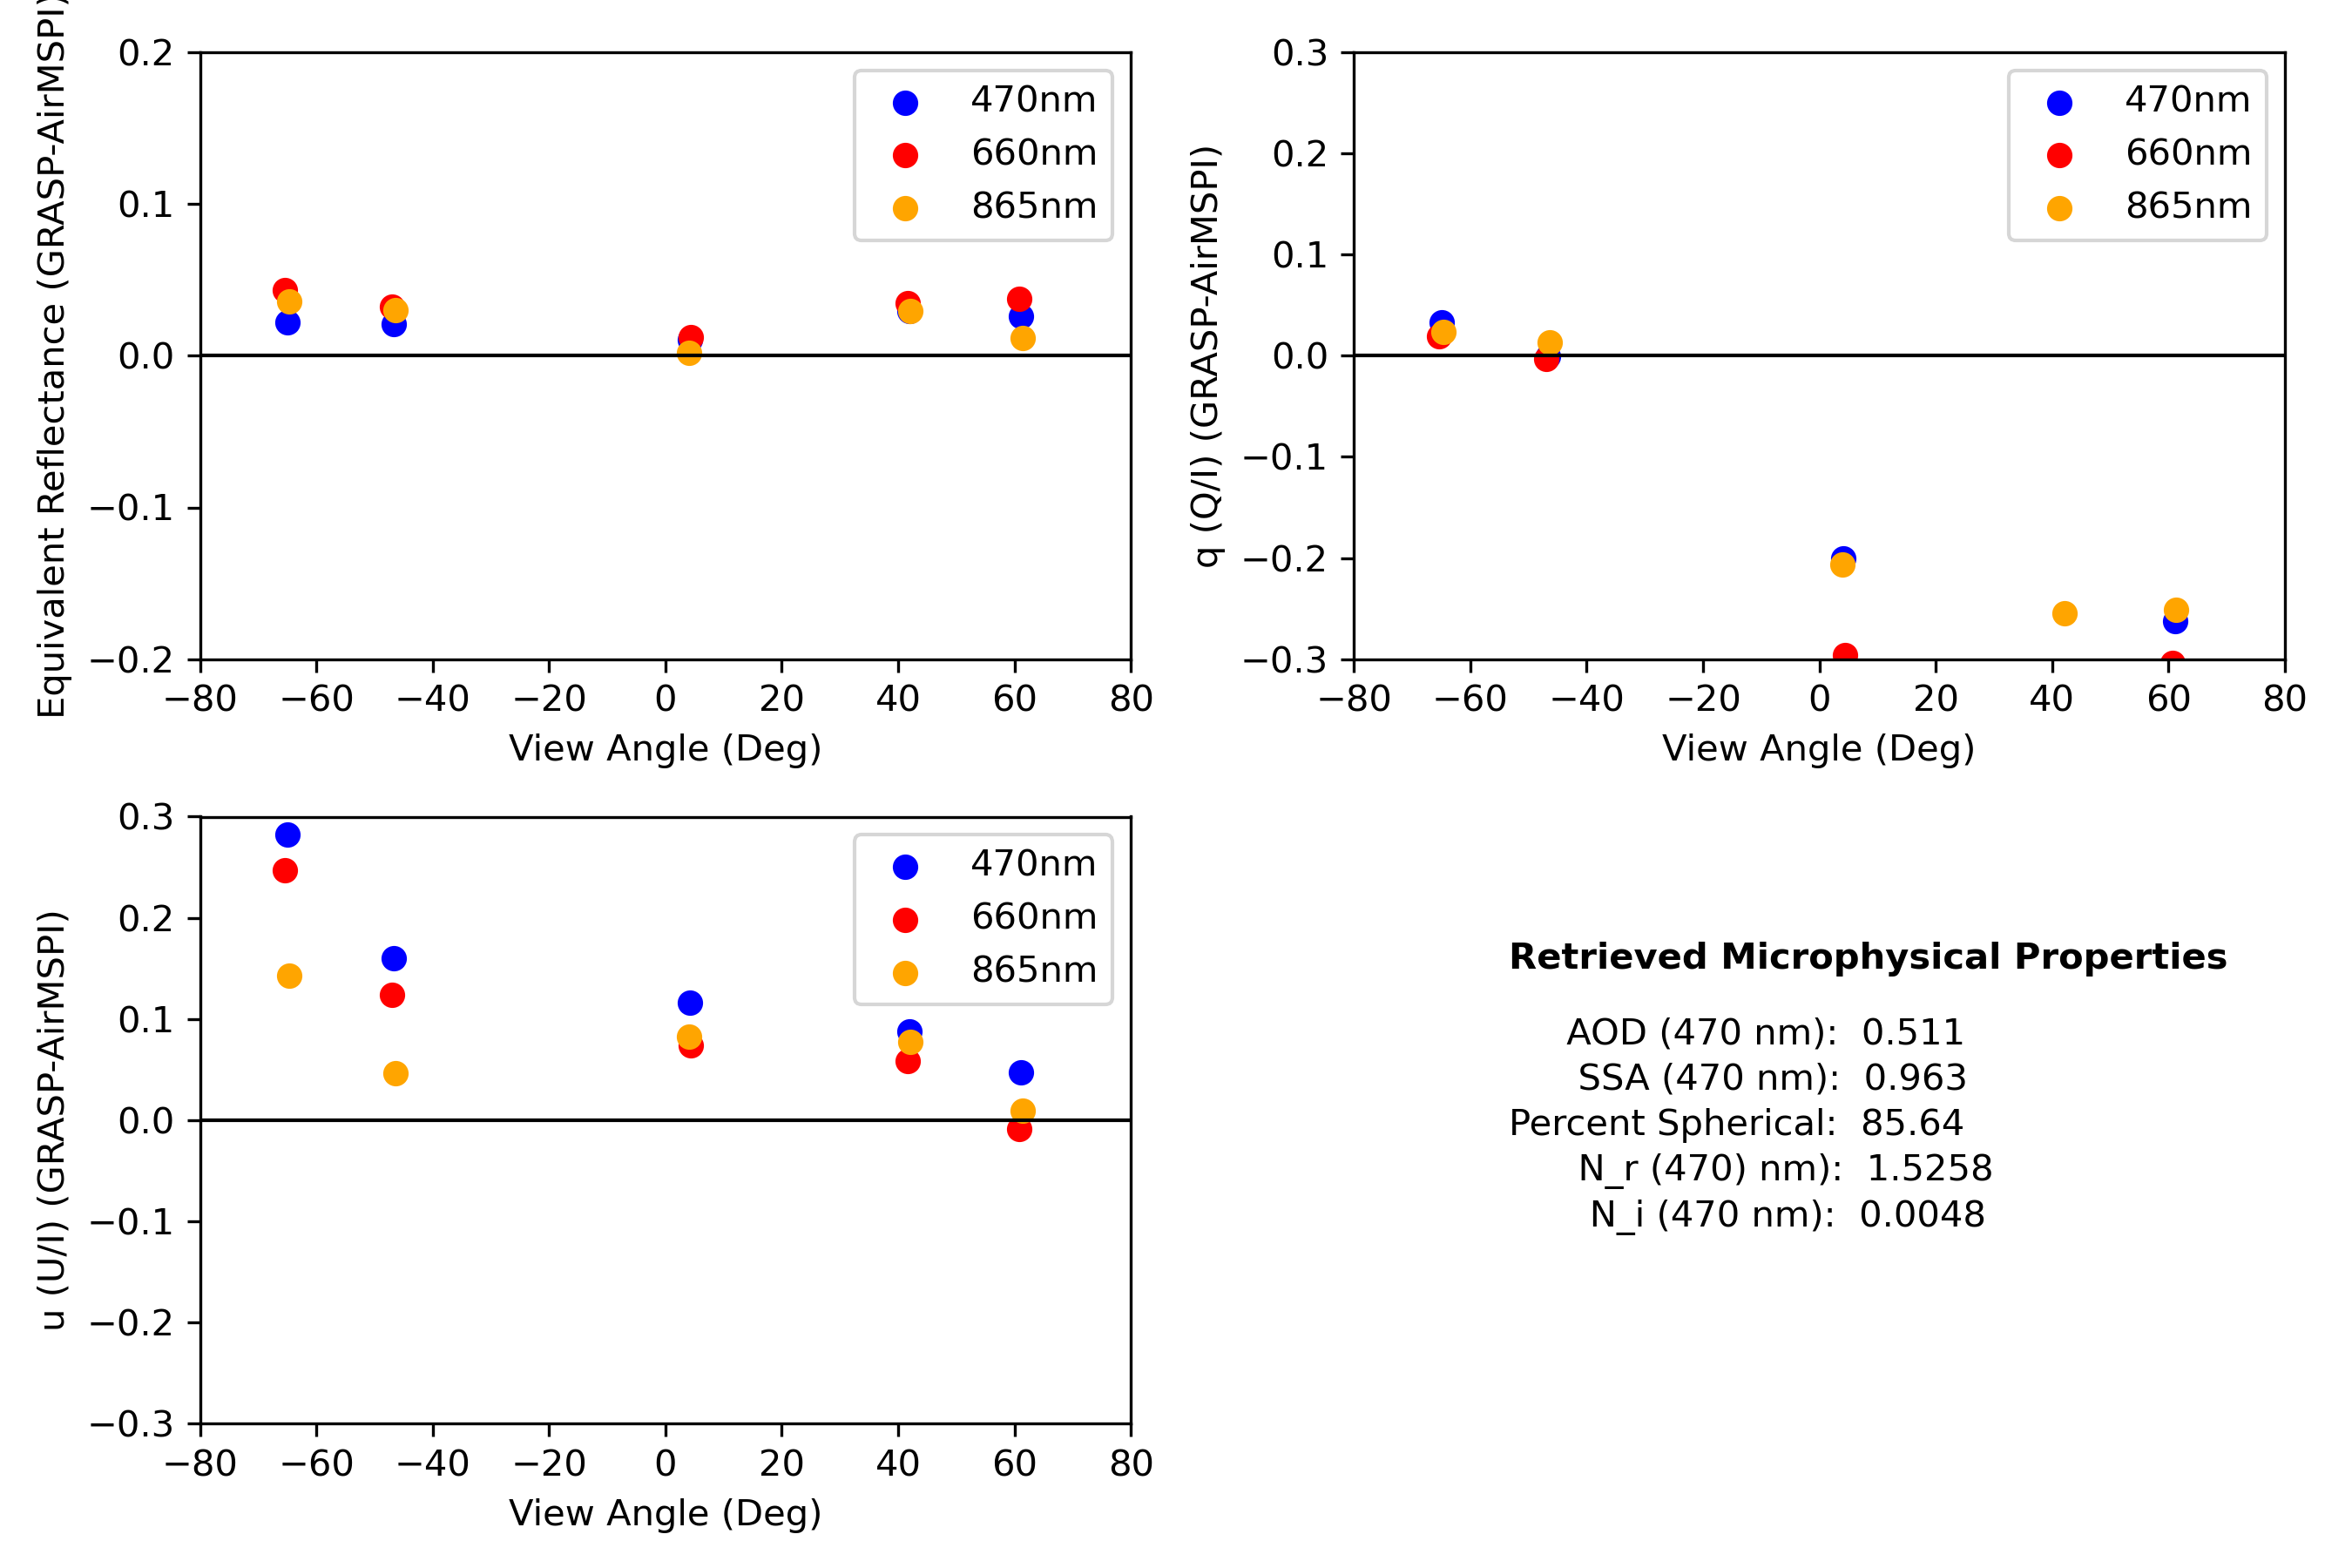 Equivalent Reflectance (GRASP-AirMSPI)
0.2
0.1
0.0
−0.1
−0.2
470nm
660nm
865nm
−80 −60 −40 −20 0 20 40 60 80
View Angle (Deg)
q (Q/I) (GRASP-AirMSPI)
0.3
0.2
0.1
0.0
−0.1
−0.2
−0.3
470nm
660nm
865nm
−80 −60 −40 −20 0 20 40 60 80
View Angle (Deg)
u (U/I) (GRASP-AirMSPI)
0.3
0.2
0.1
0.0
−0.1
−0.2
−0.3
470nm
660nm
865nm
−80 −60 −40 −20 0 20 40 60 80
View Angle (Deg)
Retrieved Microphysical Properties
AOD (470 nm): 0.511
SSA (470 nm): 0.963
Percent Spherical: 85.64
N_r (470) nm): 1.5258
N_i (470 nm): 0.0048